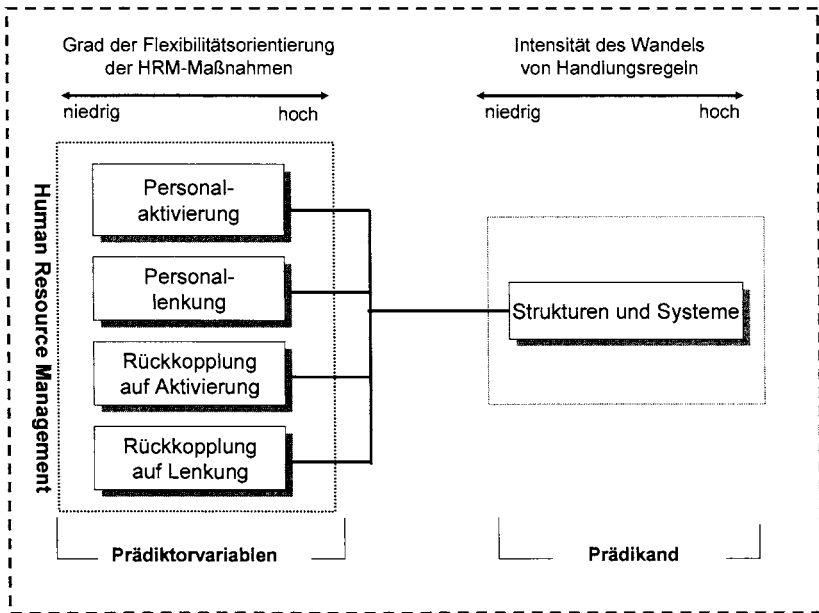 Grad der Flexibilitätsorientierung
der HRM-Maßnahmen
niedrig hoch
Intensität des Wandels
von Handlungsregeln
niedrig hoch
Human Resource Management
Personal-
aktivierung
Personal-
lenkung
Rückkopplung
auf Aktivierung
Rückkopplung
auf Lenkung
Strukturen und Systeme
Prädiktorvariablen
Prädikand